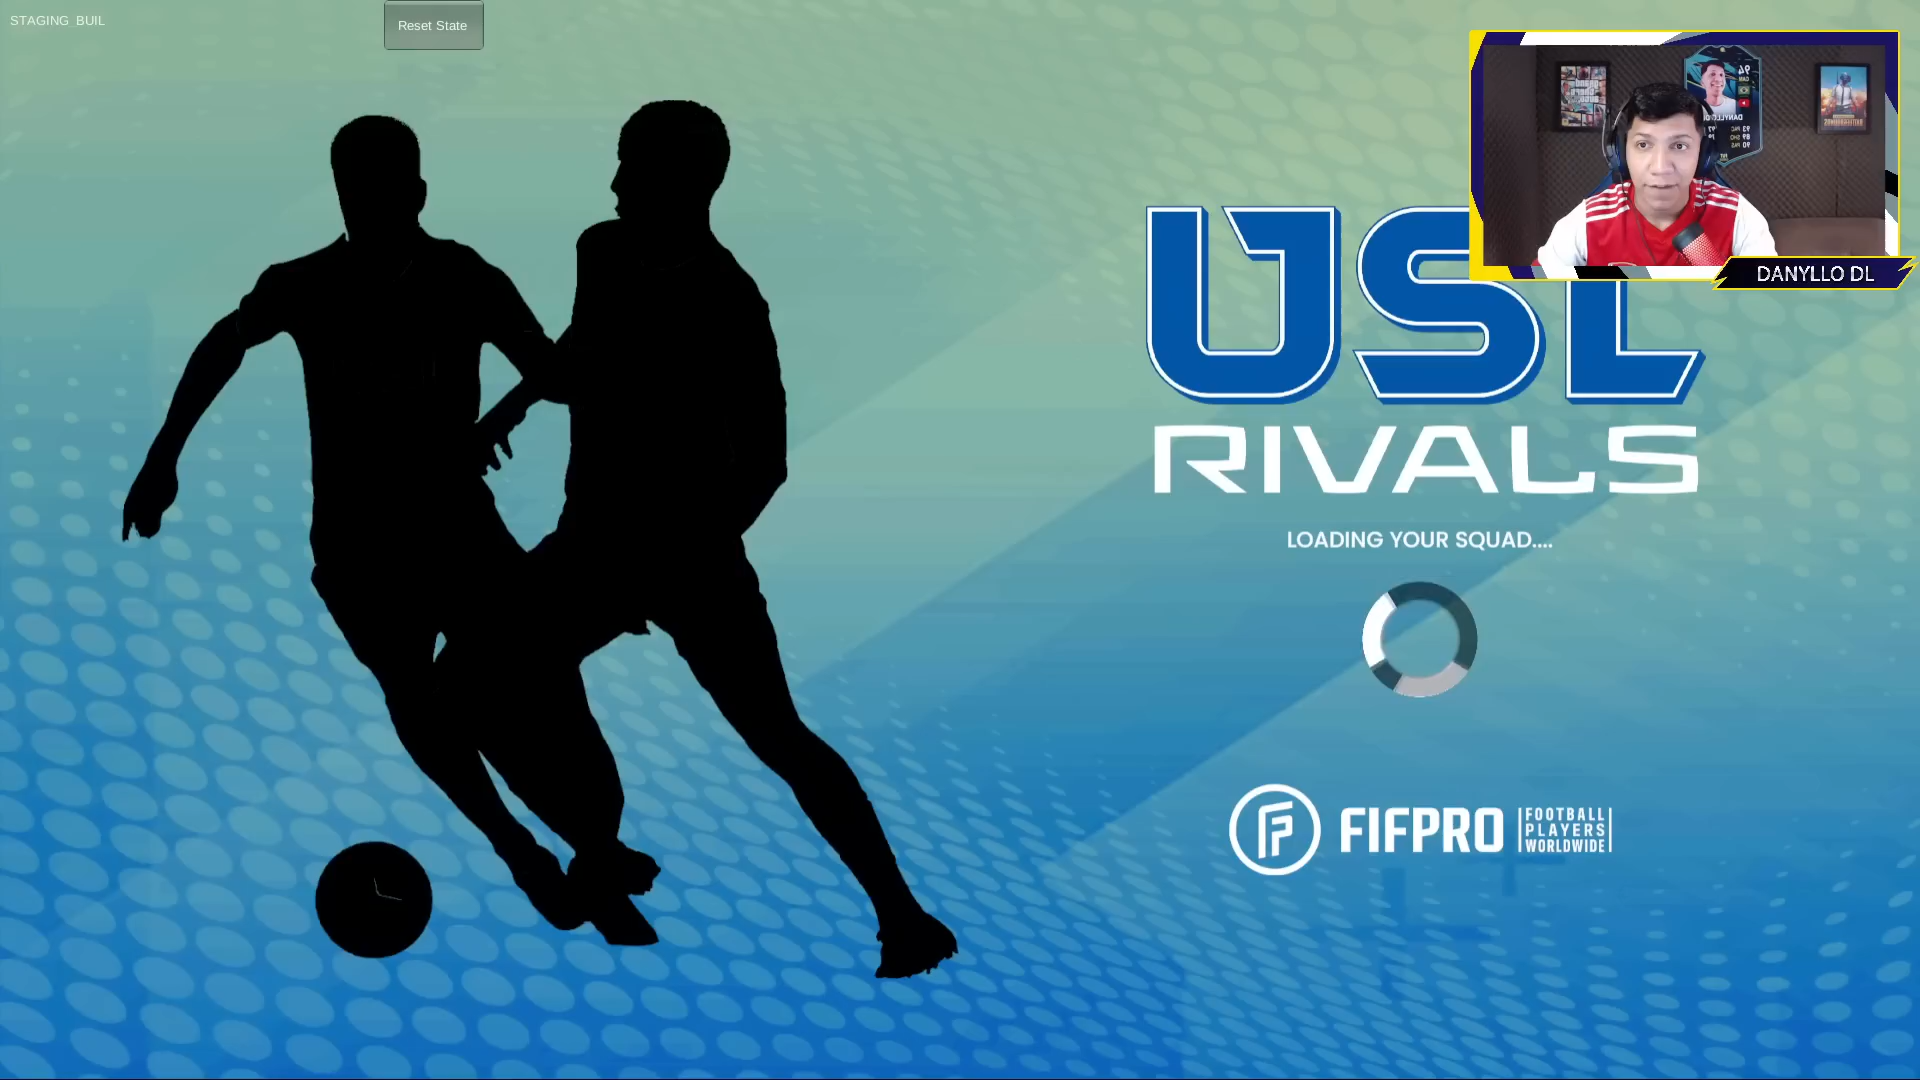 STAGING BUIL
Reset State
DANYLLO DL
USL
RIVALS
LOADING YOUR SQUAD....
FIFPRO
FOOTBALL
PLAYERS
WORLDWIDE